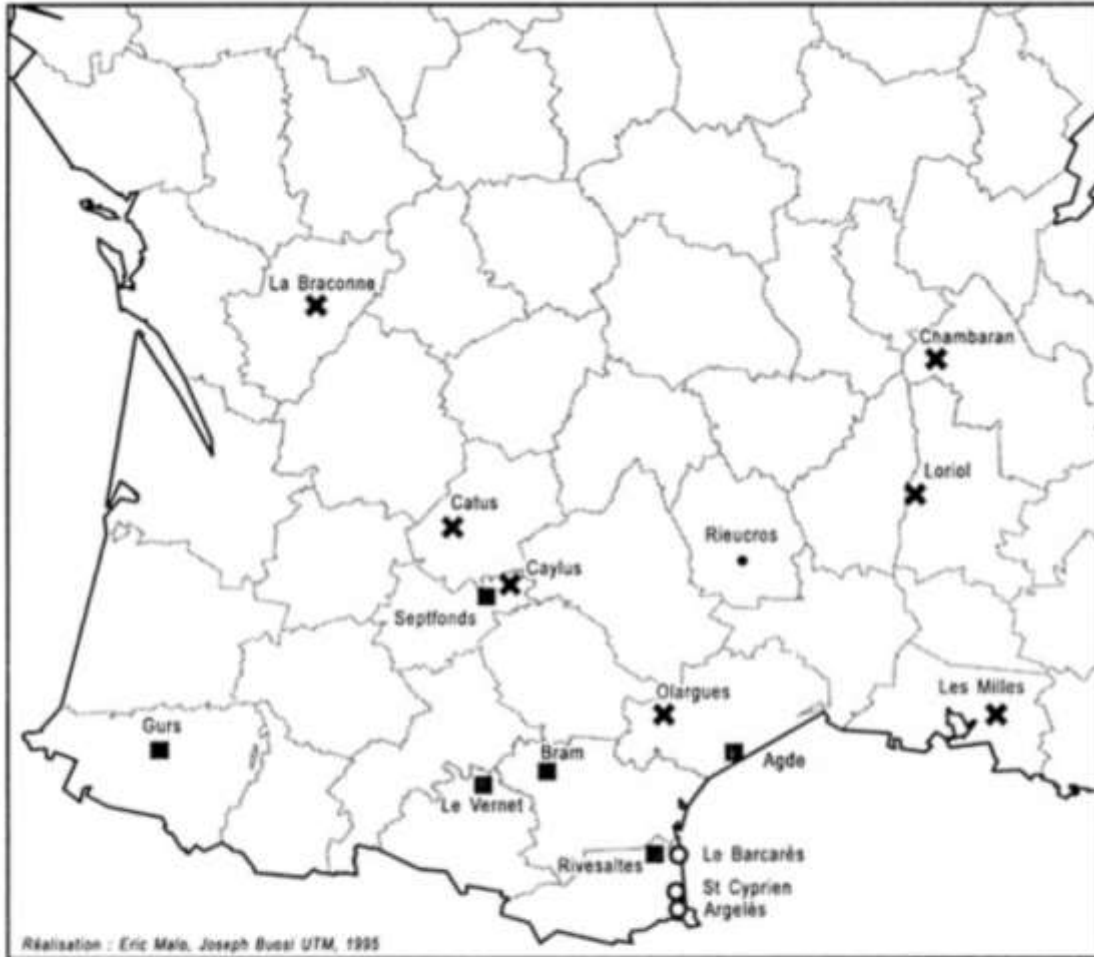 La Braconne
Chambaran
Loriol
Catus
Rieucros
Caylus
Septfonds
Olargues
Les Milles
Gurs
Bram
Agde
Le Vernet
Rivesaltes
Le Barcarès
St Cyprien
Argelès
Réalisation : Eric Malo, Joseph Buosi UTM, 1995